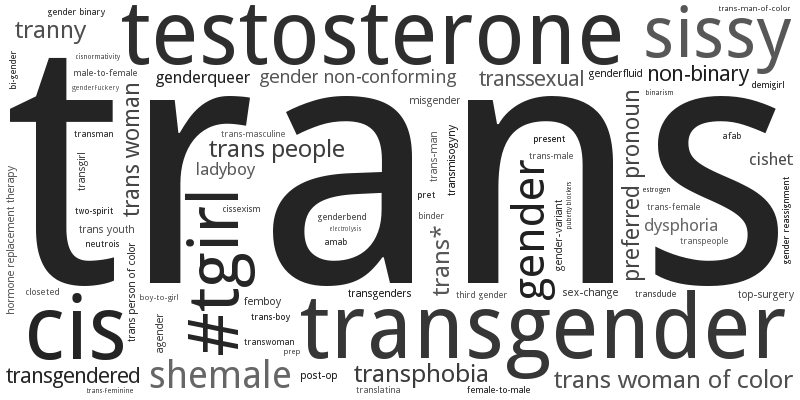 gender binary
trans-man-of-color
tranny
testosterone
sissy
bi-gender
cisnormativity
male-to-female
genderqueer
gender non-conforming
transsexual
genderfluid
non-binary
genderFuckery
demigirl
trans
trans woman
misgender
binarism
transman
trans-masculine
trans people
trans-man
transmisogyny
present
afab
preferred pronoun
transgirl
ladyboy
trans-male
cishet
hormone replacement therapy
pret
gender
puberty blockers
estrogen
gender reassignment
two-spirit
#tgirl
cissexism
genderbend
binder
gender-variant
trans-female
trans youth
electrolysis
dysphoria
neutrois
amab
trans*
transpeople
trans person of color
closeted
boy-to-girl
femboy
transgenders
third gender
sex-change
transdude
top-surgery
cis
agender
trans-boy
transgender
transwoman
prep
transgendered
shemale
post-op
transphobia
trans woman of color
trans-Feminine
translatina
female-to-male